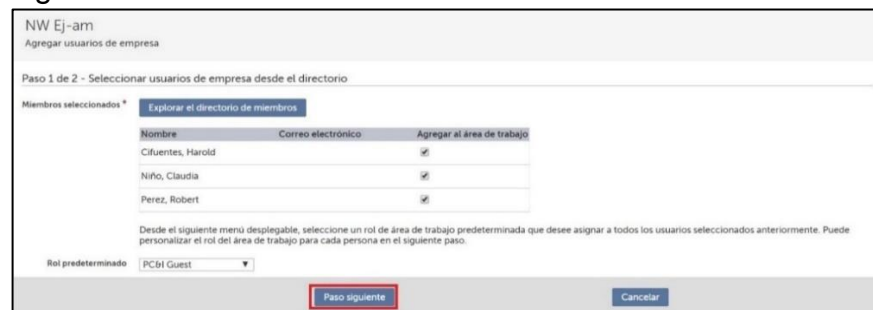 NW Ej-am
Agregar usuarios de empresa
Paso 1 de 2 - Seleccionar usuarios de empresa desde el directorio
Miembros seleccionados * Explorar el directorio de miembros
Nombre Correo electrónico Agregar al área de trabajo
Cifuentes, Harold
Niño, Claudia
Perez, Robert
Desde el siguiente menú desplegable, seleccione un rol de área de trabajo predeterminada que desee asignar a todos los usuarios seleccionados anteriormente. Puede
personalizar el rol del área de trabajo para cada persona en el siguiente paso.
Rol predeterminado PC&I Guest
Paso siguiente Cancelar